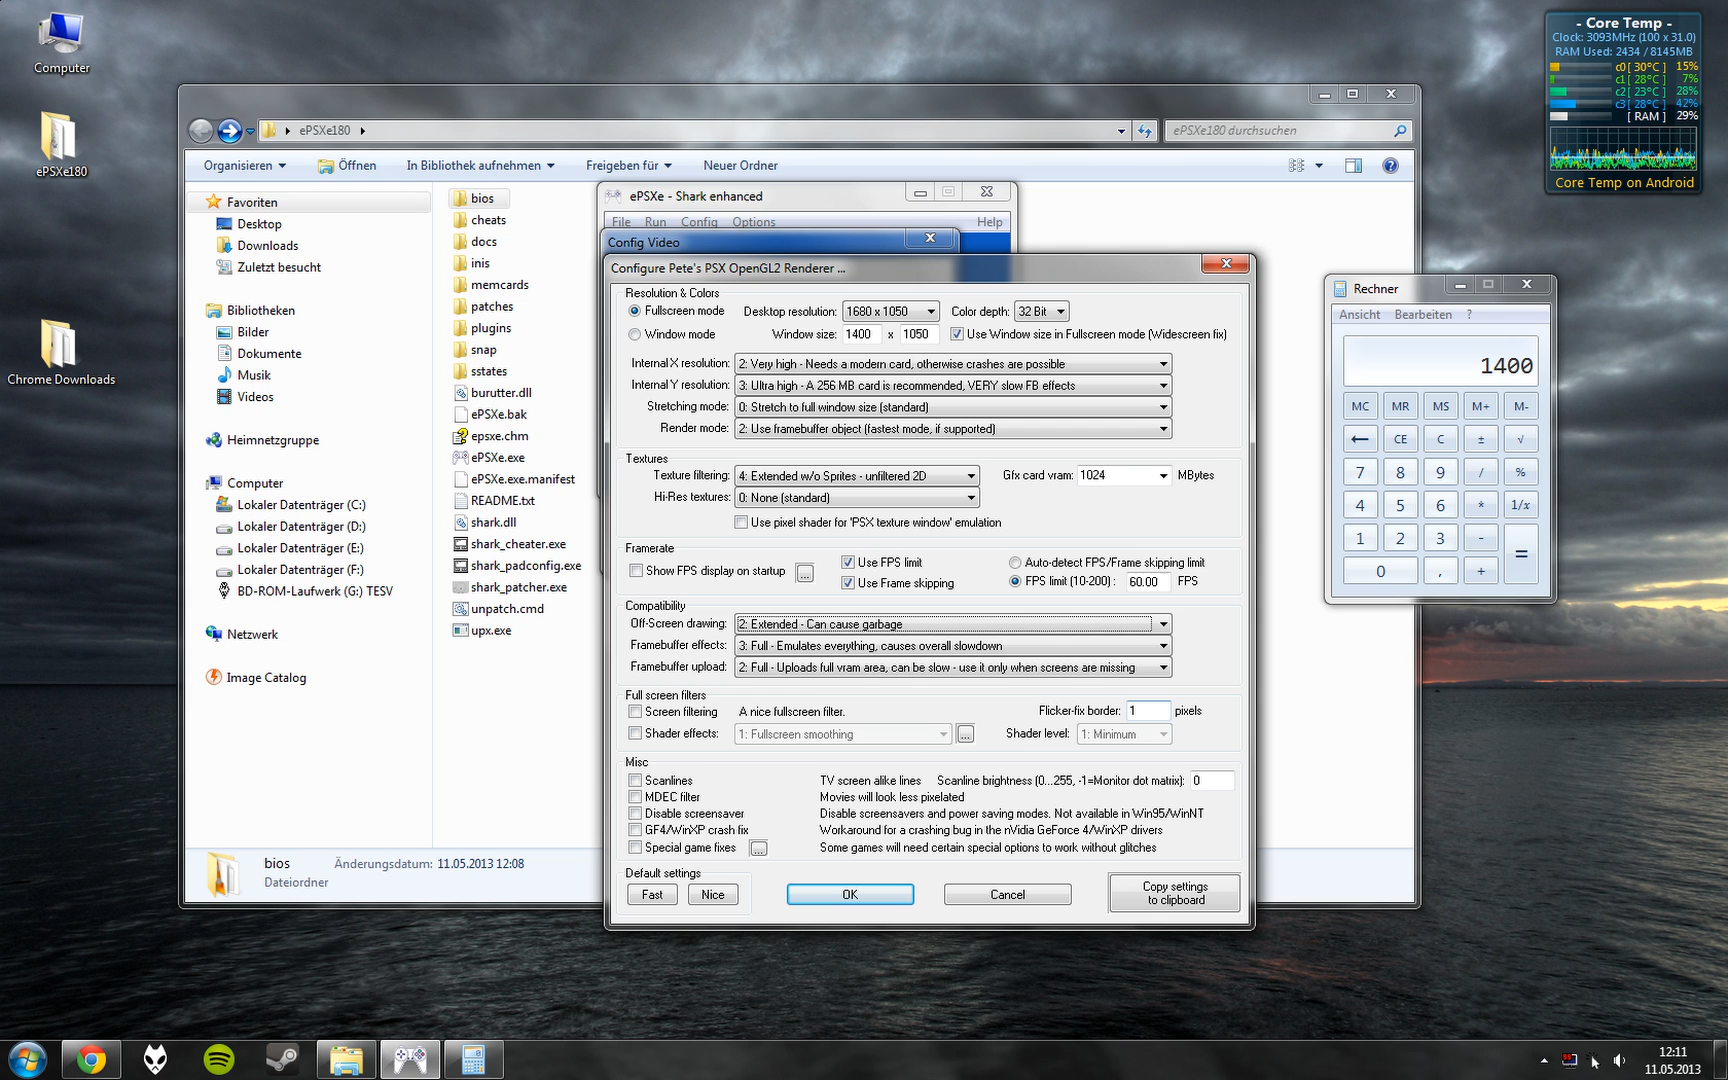 Computer
ePSXe180
Chrome Downloads
- Core Temp -
Clock: 3093MHz (100 x 31.0)
RAM Used: 2434 / 8145MB
c0[ 30°C ] 15%
c1[ 28°C ] 7%
c2[ 23°C ] 28%
c3[ 28°C ] 42%
[ RAM ] 29%
Core Temp on Android
ePSXe180
ePSXe180 durchsuchen
Organisieren Öffnen In Bibliothek aufnehmen Freigeben für Neuer Ordner
Favoriten
Desktop
Downloads
Zuletzt besucht
Bibliotheken
Bilder
Dokumente
Musik
Videos
Heimnetzgruppe
Computer
Lokaler Datenträger (C:)
Lokaler Datenträger (D:)
Lokaler Datenträger (E:)
Lokaler Datenträger (F:)
BD-ROM-Laufwerk (G:) TESV
Netzwerk
Image Catalog
bios
cheats
docs
inis
memcards
patches
plugins
snap
sstates
burutter.dll
ePSXe.bak
epsxe.chm
ePSXe.exe
ePSXe.exe.manifest
README.txt
shark.dll
shark_cheater.exe
shark_padconfig.exe
shark_patcher.exe
unpatch.cmd
upx.exe
bios Änderungsdatum: 11.05.2013 12:08
Dateiordner
ePSXe - Shark enhanced
File Run Config Options Help
Config Video
Configure Pete's PSX OpenGL2 Renderer ...
Resolution & Colors
Fullscreen mode Desktop resolution: 1680 x 1050 Color depth: 32 Bit
Window mode Window size: 1400 x 1050 Use Window size in Fullscreen mode (Widescreen fix)
Internal X resolution: 2: Very high - Needs a modern card, otherwise crashes are possible
Internal Y resolution: 3: Ultra high - A 256 MB card is recommended, VERY slow FB effects
Stretching mode: 0: Stretch to full window size (standard)
Render mode: 2: Use framebuffer object (fastest mode, if supported)
Textures
Texture filtering: 4: Extended w/o Sprites - unfiltered 2D Gfx card vram: 1024 MBytes
Hi-Res textures: 0: None (standard)
Use pixel shader for 'PSX texture window' emulation
Framerate
Show FPS display on startup ... Use FPS limit Auto-detect FPS/Frame skipping limit
Use Frame skipping FPS limit (10-200) : 60.00 FPS
Compatibility
Off-Screen drawing: 2: Extended - Can cause garbage
Framebuffer effects: 3: Full - Emulates everything, causes overall slowdown
Framebuffer upload: 2: Full - Uploads full vram area, can be slow - use it only when screens are missing
Full screen filters
Screen filtering A nice fullscreen filter. Flicker-fix border: 1 pixels
Shader effects: 1: Fullscreen smoothing ... Shader level: 1: Minimum
Misc
Scanlines TV screen alike lines Scanline brightness (0...255, -1=Monitor dot matrix): 0
MDEC filter Movies will look less pixelated
Disable screensaver Disable screensavers and power saving modes. Not available in Win95/WinNT
GF4/WinXP crash fix Workaround for a crashing bug in the nVidia GeForce 4/WinXP drivers
Special game fixes ... Some games will need certain special options to work without glitches
Default settings
Fast Nice OK Cancel Copy settings
to clipboard
Rechner
Ansicht Bearbeiten ?
1400
MC MR MS M+ M-
← CE C ± √
7 8 9 / %
4 5 6 * 1/x
1 2 3 - =
0 , +
12:11
11.05.2013